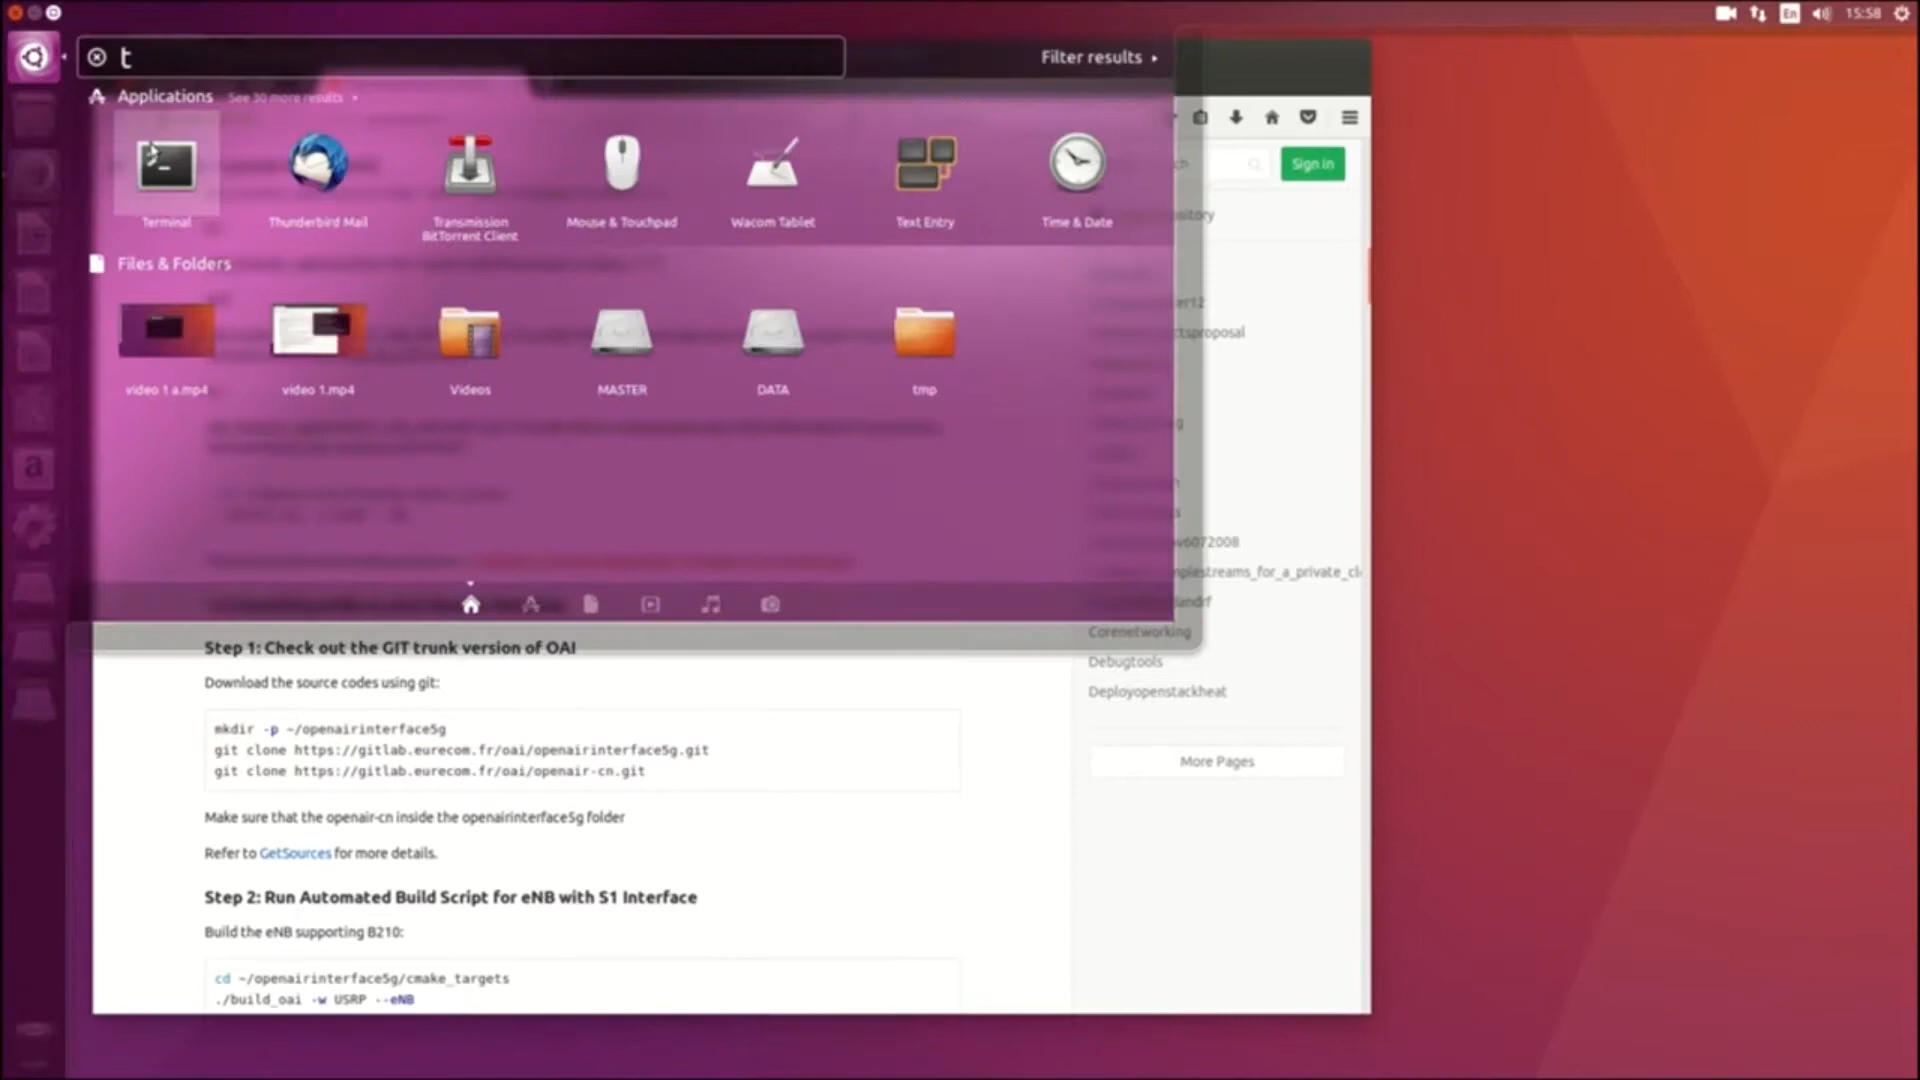 En 15:58
t
Filter results
Applications See 30 more results
Terminal
Thunderbird Mail
Transmission
BitTorrent Client
Mouse & Touchpad
Wacom Tablet
Text Entry
Time & Date
Files & Folders
video 1 a.mp4
video 1.mp4
Videos
MASTER
DATA
tmp
Sign in
a
Step 1: Check out the GIT trunk version of OAI
Download the source codes using git:
mkdir -p ~/openairinterface5g
git clone https://gitlab.eurecom.fr/oai/openairinterface5g.git
git clone https://gitlab.eurecom.fr/oai/openair-cn.git
Make sure that the openair-cn inside the openairinterface5g folder
Refer to GetSources for more details.
Step 2: Run Automated Build Script for eNB with S1 Interface
Build the eNB supporting B210:
cd ~/openairinterface5g/cmake_targets
./build_oai -w USRP --eNB
Corenetworking
Debugtools
Deployopenstackheat
More Pages